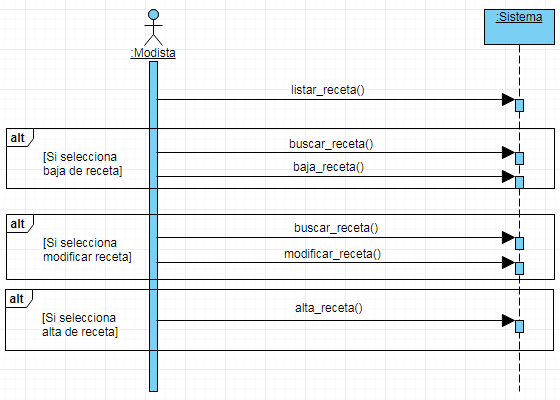 :Sistema
:Modista
listar_receta()
alt
buscar_receta()
[Si selecciona
baja de receta]
baja_receta()
alt
buscar_receta()
[Si selecciona
modificar receta]
modificar_receta()
alt
alta_receta()
[Si selecciona
alta de receta]